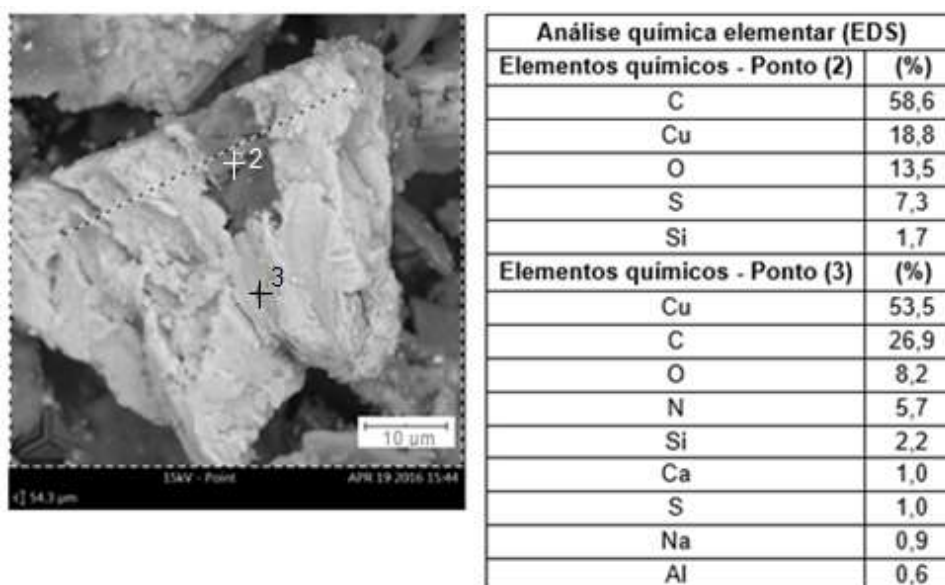 2
3
10 µm
15kV - Point APR 19 2016 15:44
54.3 µm
Análise química elementar (EDS)
Elementos químicos - Ponto (2) (%)
C 58,6
Cu 18,8
O 13,5
S 7,3
Si 1,7
Elementos químicos - Ponto (3) (%)
Cu 53,5
C 26,9
O 8,2
N 5,7
Si 2,2
Ca 1,0
S 1,0
Na 0,9
Al 0,6